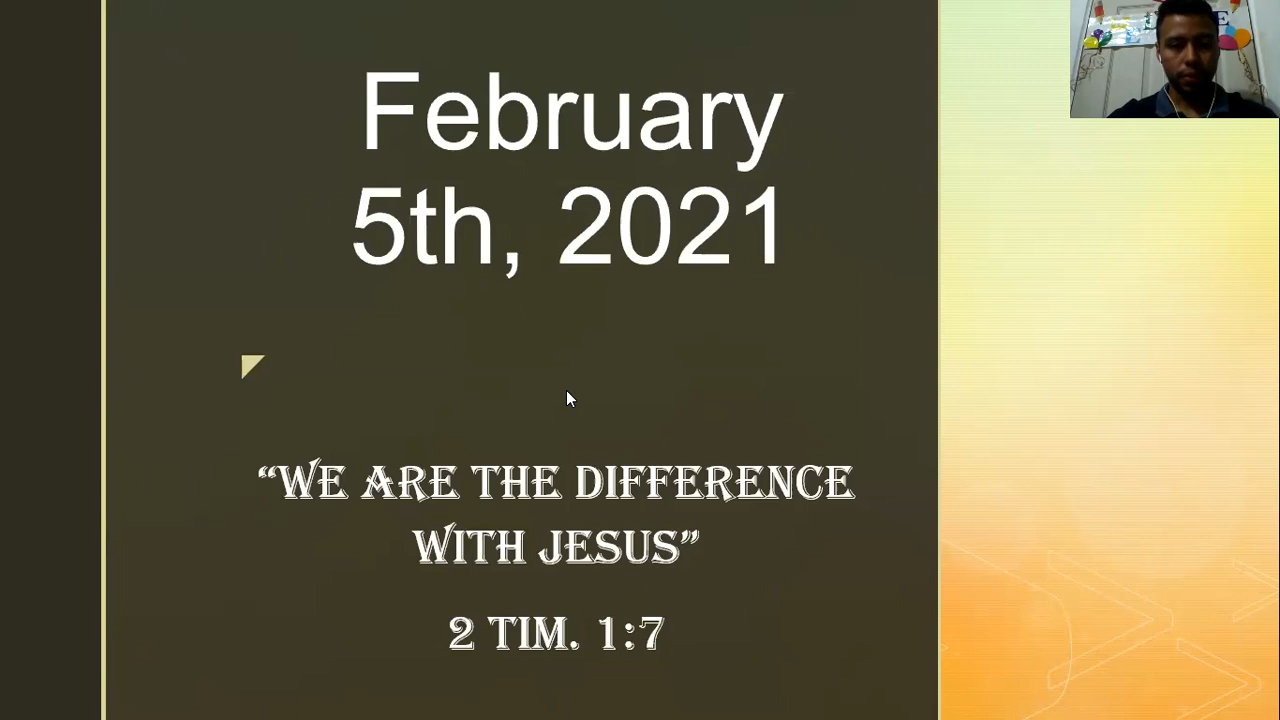 February
5th, 2021
“WE ARE THE DIFFERENCE
WITH JESUS”
2 TIM. 1:7